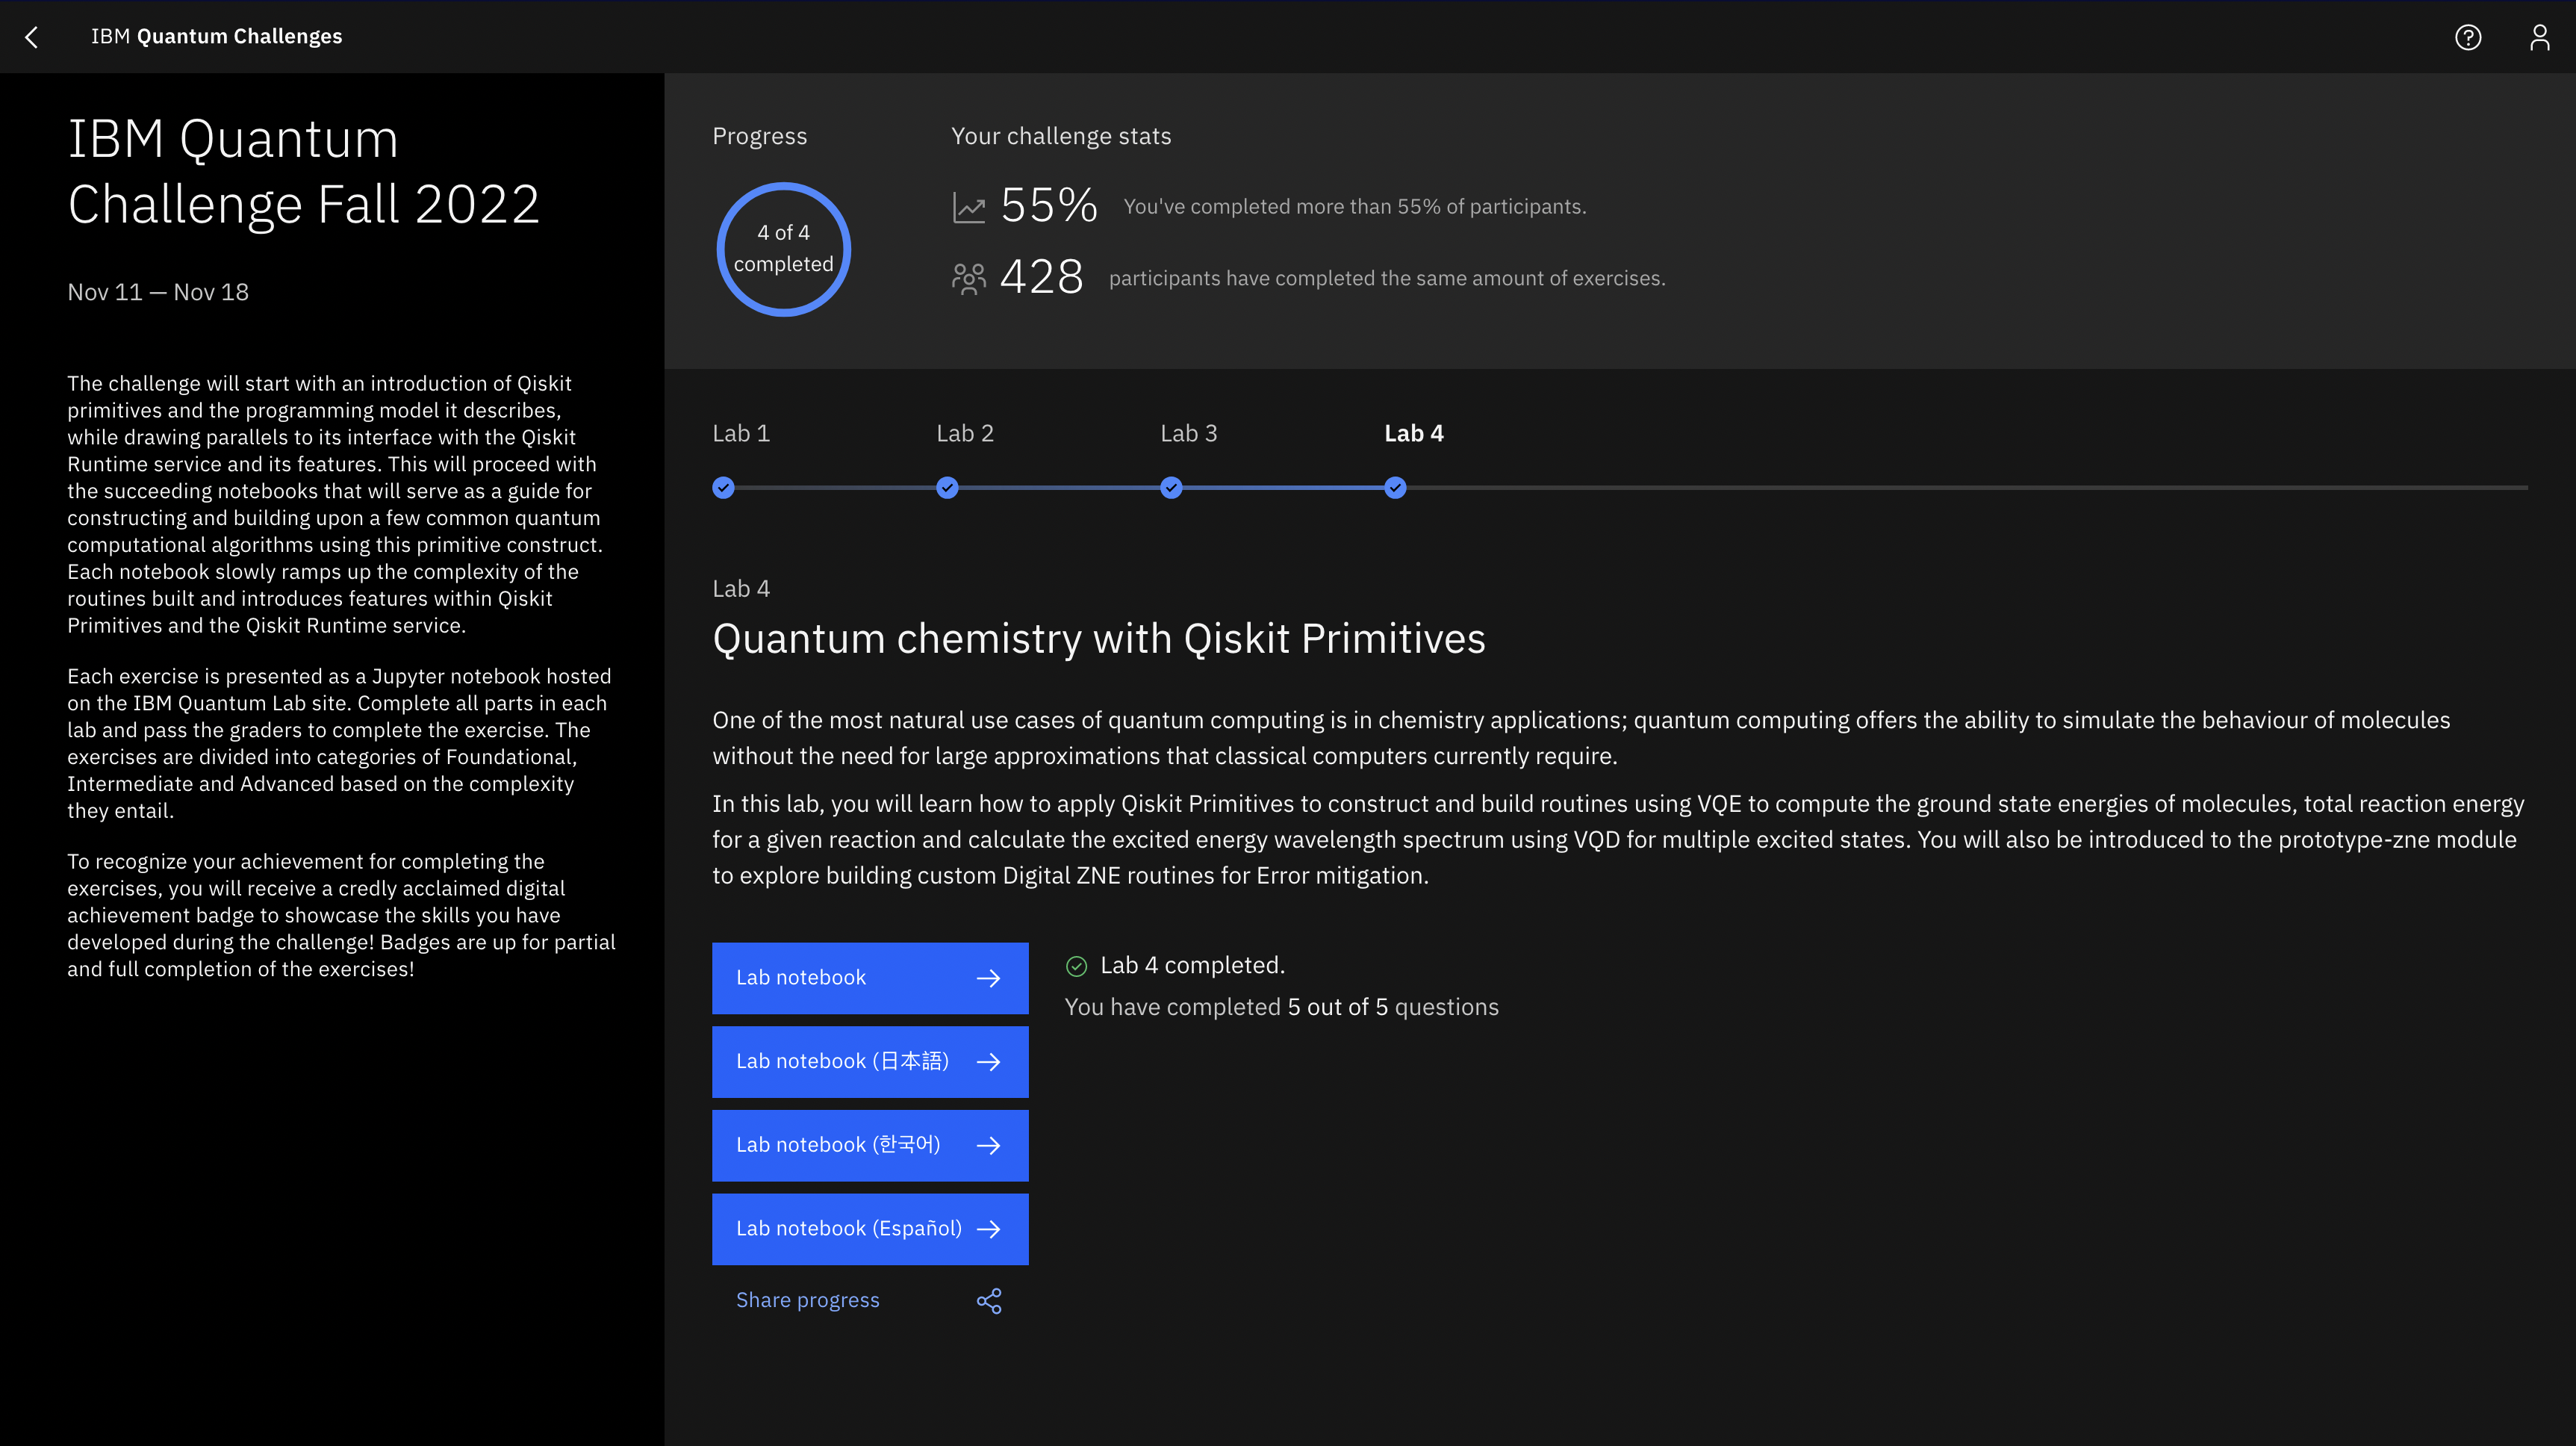 IBM Quantum Challenges
IBM Quantum
Challenge Fall 2022
Nov 11 — Nov 18
The challenge will start with an introduction of Qiskit
primitives and the programming model it describes,
while drawing parallels to its interface with the Qiskit
Runtime service and its features. This will proceed with
the succeeding notebooks that will serve as a guide for
constructing and building upon a few common quantum
computational algorithms using this primitive construct.
Each notebook slowly ramps up the complexity of the
routines built and introduces features within Qiskit
Primitives and the Qiskit Runtime service.
Each exercise is presented as a Jupyter notebook hosted
on the IBM Quantum Lab site. Complete all parts in each
lab and pass the graders to complete the exercise. The
exercises are divided into categories of Foundational,
Intermediate and Advanced based on the complexity
they entail.
To recognize your achievement for completing the
exercises, you will receive a credly acclaimed digital
achievement badge to showcase the skills you have
developed during the challenge! Badges are up for partial
and full completion of the exercises!
Progress
4 of 4
completed
Your challenge stats
55% You've completed more than 55% of participants.
428 participants have completed the same amount of exercises.
Lab 1 Lab 2 Lab 3 Lab 4
Lab 4
Quantum chemistry with Qiskit Primitives
One of the most natural use cases of quantum computing is in chemistry applications; quantum computing offers the ability to simulate the behaviour of molecules
without the need for large approximations that classical computers currently require.
In this lab, you will learn how to apply Qiskit Primitives to construct and build routines using VQE to compute the ground state energies of molecules, total reaction energy
for a given reaction and calculate the excited energy wavelength spectrum using VQD for multiple excited states. You will also be introduced to the prototype-zne module
to explore building custom Digital ZNE routines for Error mitigation.
Lab notebook
Lab notebook (日本語)
Lab notebook (한국어)
Lab notebook (Español)
Share progress
Lab 4 completed.
You have completed 5 out of 5 questions